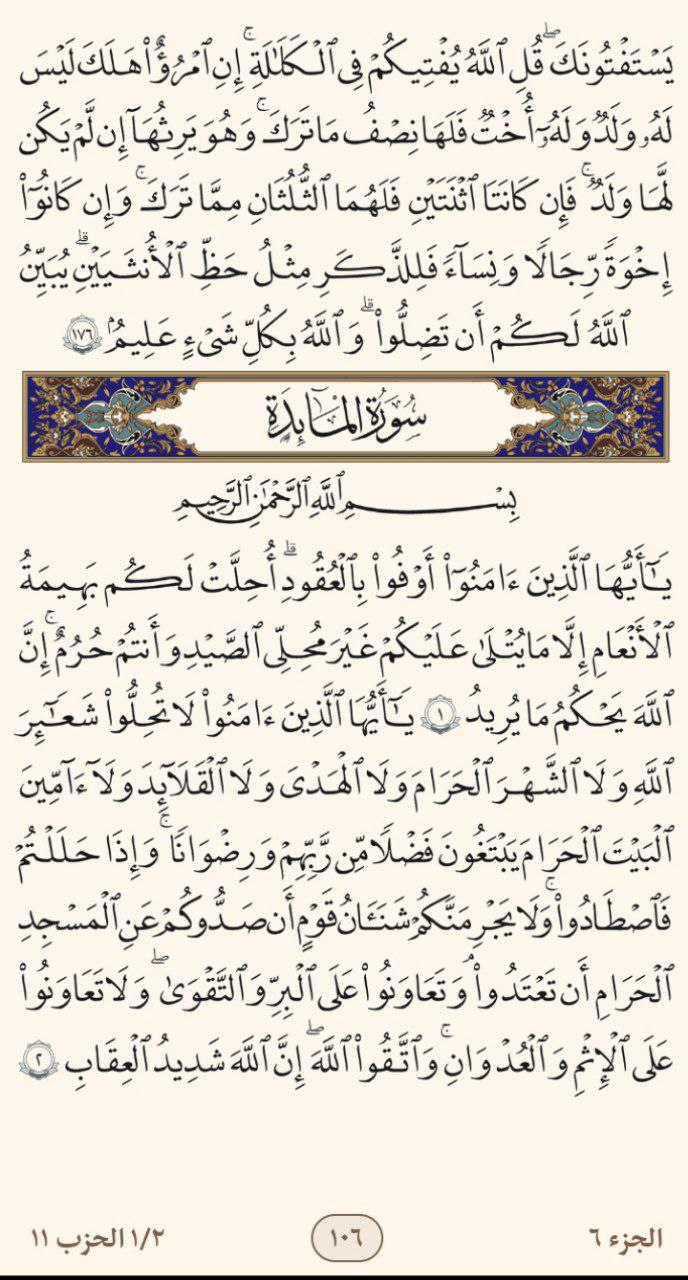 يَسْتَفْتُونَكَ ۖ قُلِ ٱللَّهُ يُفْتِيكُمْ فِى ٱلْكَلَٰلَةِ ۚ إِنِ ٱمْرُؤٌا۟ هَلَكَ لَيْسَ
لَهُۥ وَلَدٌ وَلَهُۥٓ أُخْتٌ فَلَهَا نِصْفُ مَا تَرَكَ ۚ وَهُوَ يَرِثُهَآ إِن لَّمْ يَكُن
لَّهَا وَلَدٌ ۚ فَإِن كَانَتَا ٱثْنَتَيْنِ فَلَهُمَا ٱلثُّلُثَانِ مِمَّا تَرَكَ ۚ وَإِن كَانُوٓا۟
إِخْوَةً رِّجَالًا وَنِسَآءً فَلِلذَّكَرِ مِثْلُ حَظِّ ٱلْأُنثَيَيْنِ ۗ يُبَيِّنُ
ٱللَّهُ لَكُمْ أَن تَضِلُّوا۟ ۗ وَٱللَّهُ بِكُلِّ شَىْءٍ عَلِيمٌۢ ١٧٦
سُورَةُ المَائِدَةِ
بِسْمِ ٱللَّهِ ٱلرَّحْمَٰنِ ٱلرَّحِيمِ
يَٰٓأَيُّهَا ٱلَّذِينَ ءَامَنُوٓا۟ أَوْفُوا۟ بِٱلْعُقُودِ ۗ أُحِلَّتْ لَكُم بَهِيمَةُ
ٱلْأَنْعَٰمِ إِلَّا مَا يُتْلَىٰ عَلَيْكُمْ غَيْرَ مُحِلِّى ٱلصَّيْدِ وَأَنتُمْ حُرُمٌ ۚ إِنَّ
ٱللَّهَ يَحْكُمُ مَا يُرِيدُ ١ يَٰٓأَيُّهَا ٱلَّذِينَ ءَامَنُوا۟ لَا تُحِلُّوا۟ شَعَٰٓئِرَ
ٱللَّهِ وَلَا ٱلشَّهْرَ ٱلْحَرَامَ وَلَا ٱلْهَدْىَ وَلَا ٱلْقَلَٰٓئِدَ وَلَآ ءَآمِّينَ
ٱلْبَيْتَ ٱلْحَرَامَ يَبْتَغُونَ فَضْلًا مِّن رَّبِّهِمْ وَرِضْوَٰنًا ۚ وَإِذَا حَلَلْتُمْ
فَٱصْطَادُوا۟ ۚ وَلَا يَجْرِمَنَّكُمْ شَنَـَٔانُ قَوْمٍ أَن صَدُّوكُمْ عَنِ ٱلْمَسْجِدِ
ٱلْحَرَامِ أَن تَعْتَدُوا۟ ۘ وَتَعَاوَنُوا۟ عَلَى ٱلْبِرِّ وَٱلتَّقْوَىٰ ۖ وَلَا تَعَاوَنُوا۟
عَلَى ٱلْإِثْمِ وَٱلْعُدْوَٰنِ ۚ وَٱتَّقُوا۟ ٱللَّهَ ۖ إِنَّ ٱللَّهَ شَدِيدُ ٱلْعِقَابِ ٢
الجزء ٦ ١٠٦ ١/٢ الحزب ١١